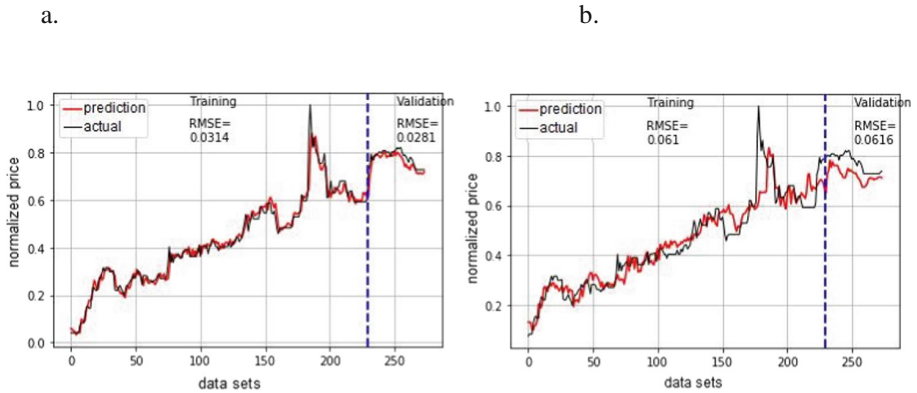 a.
b.
prediction
actual
Training
RMSE=
0.0314
Validation
RMSE=
0.0281
normalized price
1.0
0.8
0.6
0.4
0.2
0.0
0
50
100
150
200
250
data sets
prediction
actual
Training
RMSE=
0.061
Validation
RMSE=
0.0616
normalized price
1.0
0.8
0.6
0.4
0.2
0
50
100
150
200
250
data sets